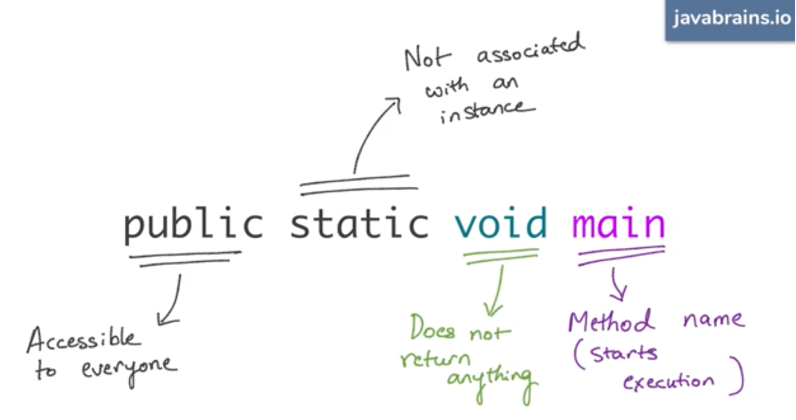 javabrains.io
Not associated
with an
instance
public static void main
Accessible
to everyone
Does not
return
anything
Method name
(starts
execution)